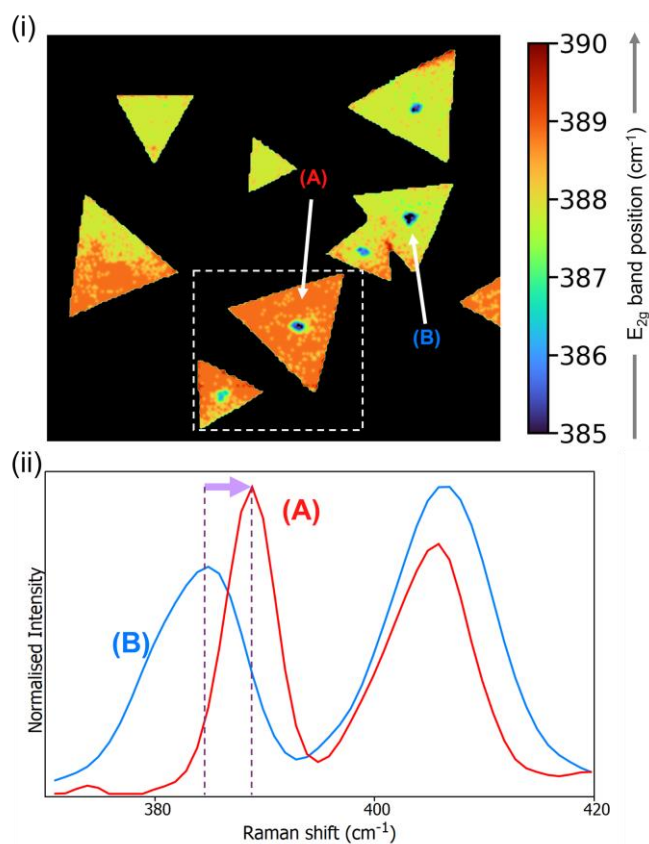 (i)
(A)
(B)
390
389
388
387
386
385
E2g band position (cm-1)
(ii)
(A)
(B)
Normalised Intensity
380
400
420
Raman shift (cm-1)